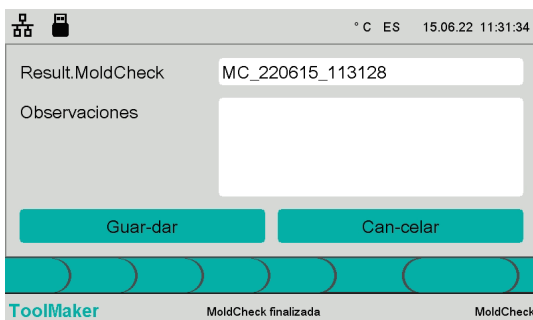 ° C ES 15.06.22 11:31:34
Result.MoldCheck MC_220615_113128
Observaciones
Guar-dar Can-celar
ToolMaker MoldCheck finalizada MoldCheck